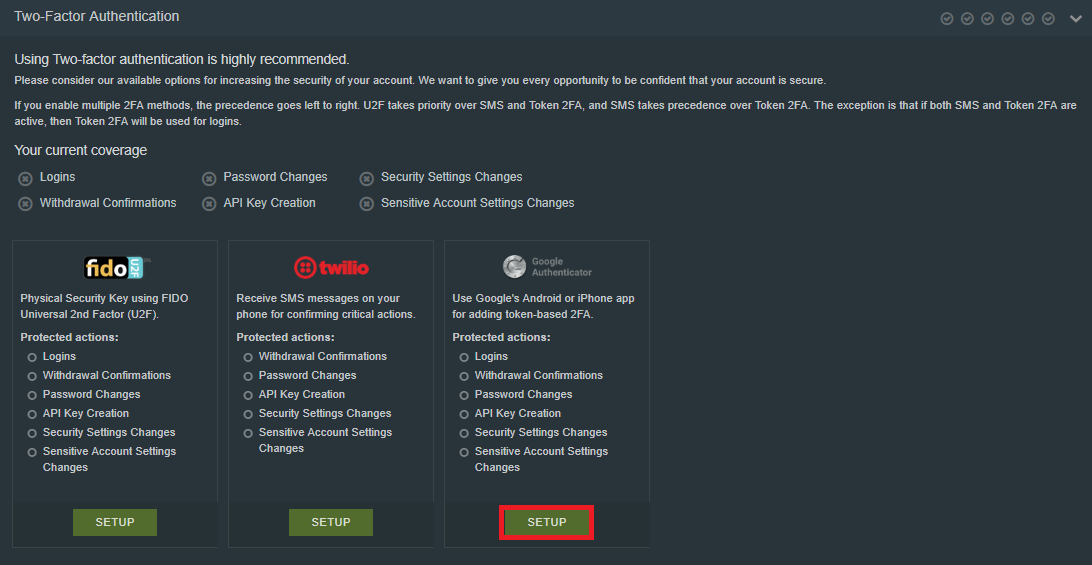 Two-Factor Authentication
Using Two-factor authentication is highly recommended.
Please consider our available options for increasing the security of your account. We want to give you every opportunity to be confident that your account is secure.
If you enable multiple 2FA methods, the precedence goes left to right. U2F takes priority over SMS and Token 2FA, and SMS takes precedence over Token 2FA. The exception is that if both SMS and Token 2FA are
active, then Token 2FA will be used for logins.
Your current coverage
Logins
Password Changes
Security Settings Changes
Withdrawal Confirmations
API Key Creation
Sensitive Account Settings Changes
fido U2F
Physical Security Key using FIDO
Universal 2nd Factor (U2F).
Protected actions:
Logins
Withdrawal Confirmations
Password Changes
API Key Creation
Security Settings Changes
Sensitive Account Settings
Changes
SETUP
twilio
Receive SMS messages on your
phone for confirming critical actions.
Protected actions:
Withdrawal Confirmations
Password Changes
API Key Creation
Security Settings Changes
Sensitive Account Settings
Changes
SETUP
Google
Authenticator
Use Google's Android or iPhone app
for adding token-based 2FA.
Protected actions:
Logins
Withdrawal Confirmations
Password Changes
API Key Creation
Security Settings Changes
Sensitive Account Settings
Changes
SETUP